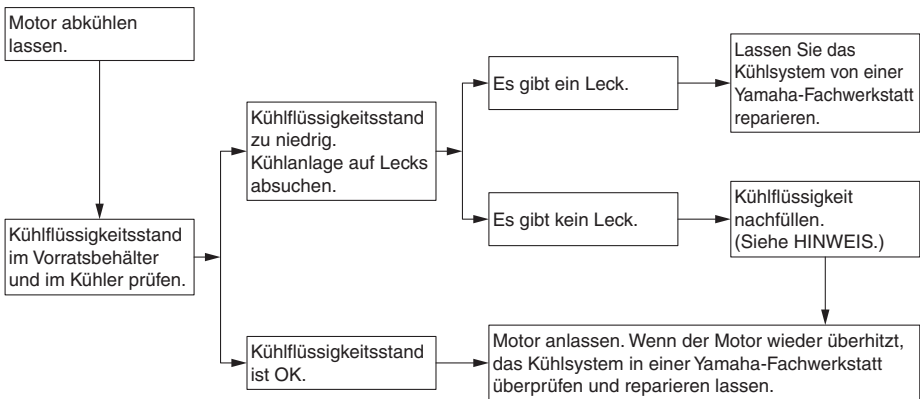 Motor abkühlen
lassen.
Kühlflüssigkeitsstand
im Vorratsbehälter
und im Kühler prüfen.
Kühlflüssigkeitsstand
zu niedrig.
Kühlanlage auf Lecks
absuchen.
Es gibt ein Leck.
Lassen Sie das
Kühlsystem von einer
Yamaha-Fachwerkstatt
reparieren.
Es gibt kein Leck.
Kühlflüssigkeit
nachfüllen.
(Siehe HINWEIS.)
Kühlflüssigkeitsstand
ist OK.
Motor anlassen. Wenn der Motor wieder überhitzt,
das Kühlsystem in einer Yamaha-Fachwerkstatt
überprüfen und reparieren lassen.